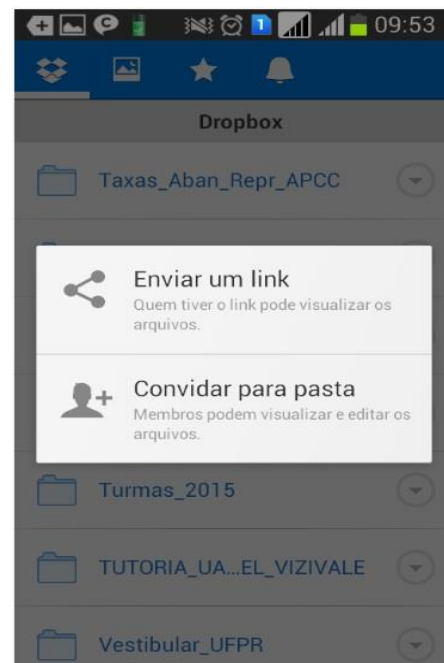 1
09:53
Dropbox
Taxas_Aban_Repr_APCC
Enviar um link
Quem tiver o link pode visualizar os
arquivos.
Convidar para pasta
Membros podem visualizar e editar os
arquivos.
Turmas_2015
TUTORIA_UA...EL_VIZIVALE
Vestibular_UFPR